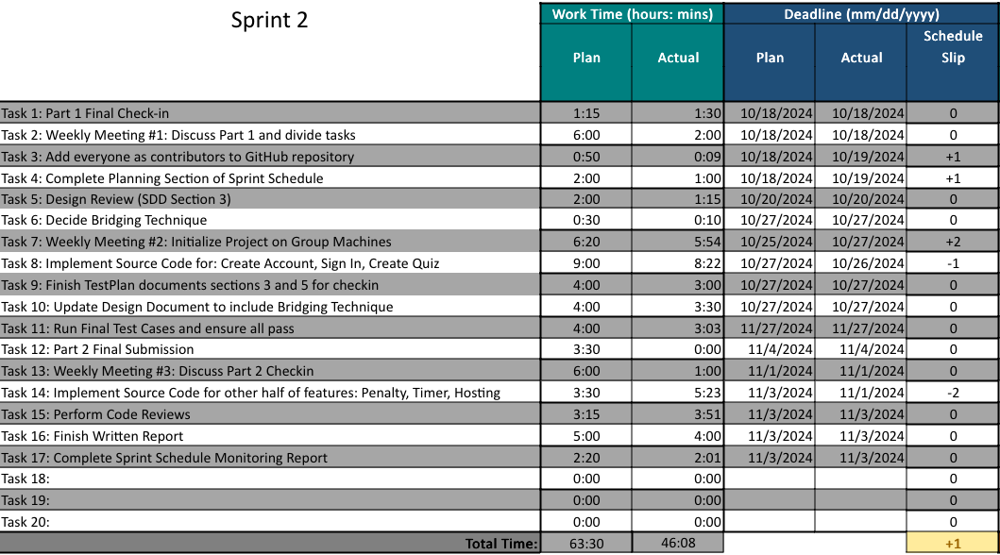 Sprint 2
Work Time (hours: mins) Deadline (mm/dd/yyyy)
Plan Actual Plan Actual Schedule Slip
Task 1: Part 1 Final Check-in 1:15 1:30 10/18/2024 10/18/2024 0
Task 2: Weekly Meeting #1: Discuss Part 1 and divide tasks 6:00 2:00 10/18/2024 10/18/2024 0
Task 3: Add everyone as contributors to GitHub repository 0:50 0:09 10/18/2024 10/19/2024 +1
Task 4: Complete Planning Section of Sprint Schedule 2:00 1:00 10/18/2024 10/19/2024 +1
Task 5: Design Review (SDD Section 3) 2:00 1:15 10/20/2024 10/20/2024 0
Task 6: Decide Bridging Technique 0:30 0:10 10/27/2024 10/27/2024 0
Task 7: Weekly Meeting #2: Initialize Project on Group Machines 6:20 5:54 10/25/2024 10/27/2024 +2
Task 8: Implement Source Code for: Create Account, Sign In, Create Quiz 9:00 8:22 10/27/2024 10/26/2024 -1
Task 9: Finish TestPlan documents sections 3 and 5 for checkin 4:00 3:00 10/27/2024 10/27/2024 0
Task 10: Update Design Document to include Bridging Technique 4:00 3:30 10/27/2024 10/27/2024 0
Task 11: Run Final Test Cases and ensure all pass 4:00 3:03 11/27/2024 11/27/2024 0
Task 12: Part 2 Final Submission 3:30 0:00 11/4/2024 11/4/2024 0
Task 13: Weekly Meeting #3: Discuss Part 2 Checkin 6:00 1:00 11/1/2024 11/1/2024 0
Task 14: Implement Source Code for other half of features: Penalty, Timer, Hosting 3:30 5:23 11/3/2024 11/1/2024 -2
Task 15: Perform Code Reviews 3:15 3:51 11/3/2024 11/3/2024 0
Task 16: Finish Written Report 5:00 4:00 11/3/2024 11/3/2024 0
Task 17: Complete Sprint Schedule Monitoring Report 2:20 2:01 11/3/2024 11/3/2024 0
Task 18: 0:00 0:00 0
Task 19: 0:00 0:00 0
Task 20: 0:00 0:00 0
Total Time: 63:30 46:08 +1